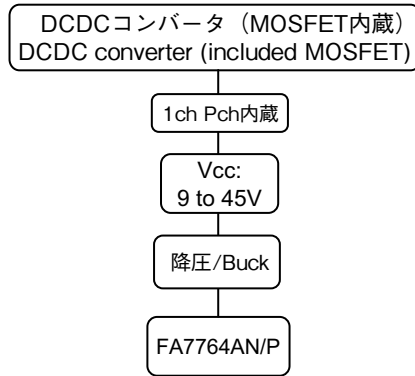 DCDCコンバータ（MOSFET内蔵）
DCDC converter (included MOSFET)
1ch Pch内蔵
Vcc:
9 to 45V
降圧/Buck
FA7764AN/P